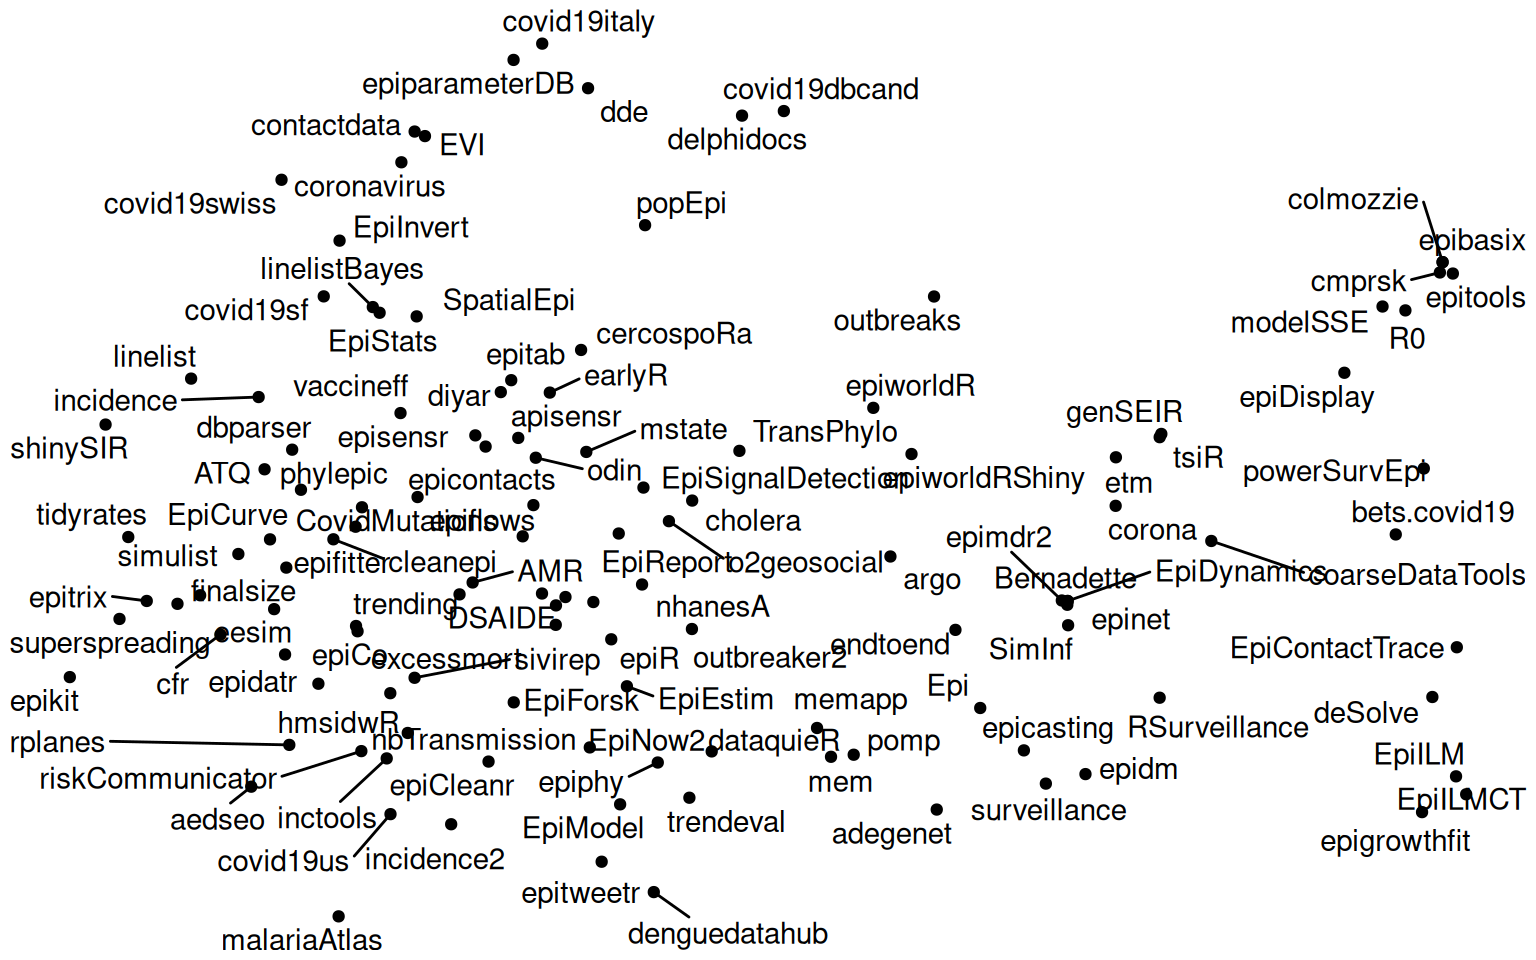 covid19italy
epiparameterDB
covid19dbcand
dde
contactdata
delphidocs
EVI
coronavirus
covid19swiss
colmozzie
popEpi
EpiInvert
epibasix
linelistBayes
cmprsk
epitools
SpatialEpi
covid19sf
outbreaks
modelSSE
cercospoRa
R0
EpiStats
linelist
epitab
earlyR
vaccineff
epiworldR
diyar
epiDisplay
incidence
genSEIR
apisensr
dbparser
mstate
TransPhylo
episensr
shinySIR
tsiR
ATQ
phylepic
odin
powerSurvEpi
epicontacts
EpiSignalDetection
epiworldRShiny
etm
bets.covid19
tidyrates
EpiCurve
CovidMutations
epiflows
cholera
corona
epimdr2
simulist
epifitter
cleanepi
EpiReport
o2geosocial
AMR
EpiDynamics
coarseDataTools
argo
Bernadette
finalsize
epitrix
trending
nhanesA
DSAIDE
epinet
eesim
superspreading
endtoend
SimInf
EpiContactTrace
epiCo
excessmort
sivirep
epiR
outbreaker2
cfr
epidatr
Epi
epikit
EpiForsk
EpiEstim
memapp
deSolve
hmsidwR
epicasting
RSurveillance
rplanes
nbTransmission
EpiNow2
dataquieR
pomp
EpiILM
epidm
riskCommunicator
epiCleanr
epiphy
mem
EpiILMCT
surveillance
aedseo
inctools
EpiModel
trendeval
adegenet
epigrowthfit
covid19us
incidence2
epitweetr
denguedatahub
malariaAtlas